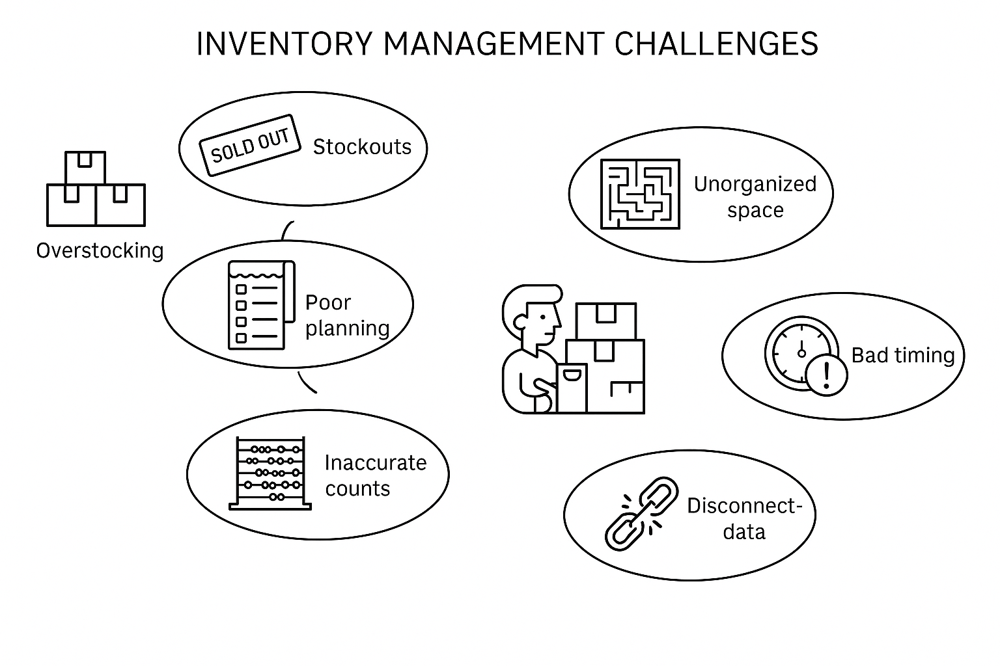 INVENTORY MANAGEMENT CHALLENGES
SOLD OUT
Stockouts
Overstocking
Poor
planning
Inaccurate
counts
Unorganized
space
Bad timing
!
Disconnect-
data